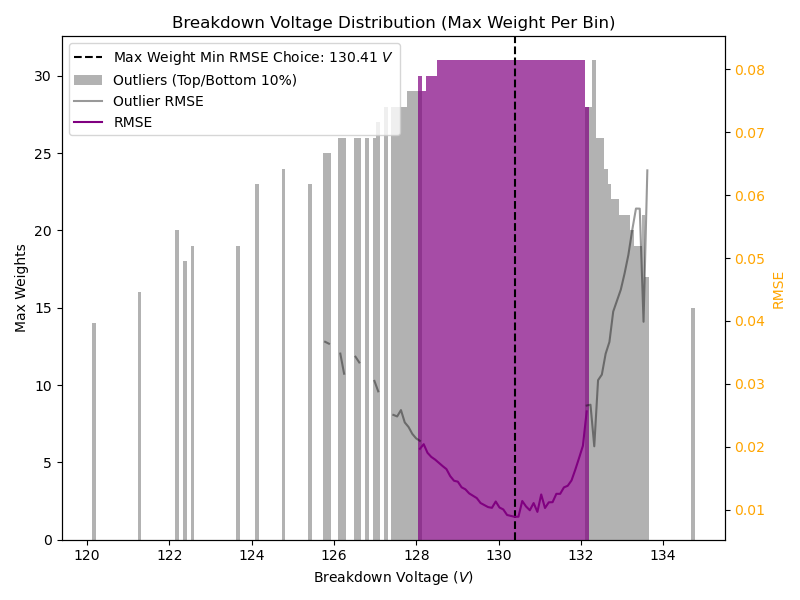 Breakdown Voltage Distribution (Max Weight Per Bin)
Max Weight Min RMSE Choice: 130.41 V
Outliers (Top/Bottom 10%)
Outlier RMSE
RMSE
Max Weights
30
25
20
15
10
5
0
0.08
0.07
0.06
0.05
0.04
0.03
0.02
0.01
RMSE
120 122 124 126 128 130 132 134
Breakdown Voltage (V)